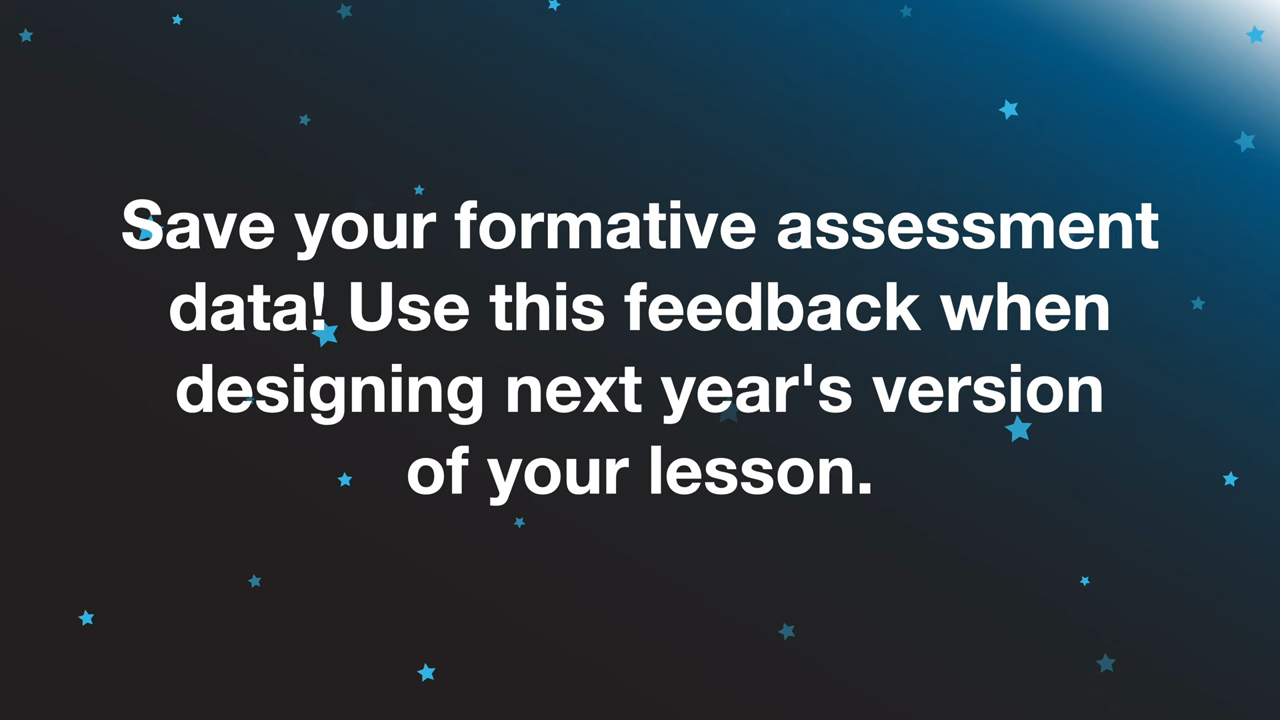 Save your formative assessment
data! Use this feedback when
designing next year's version
of your lesson.